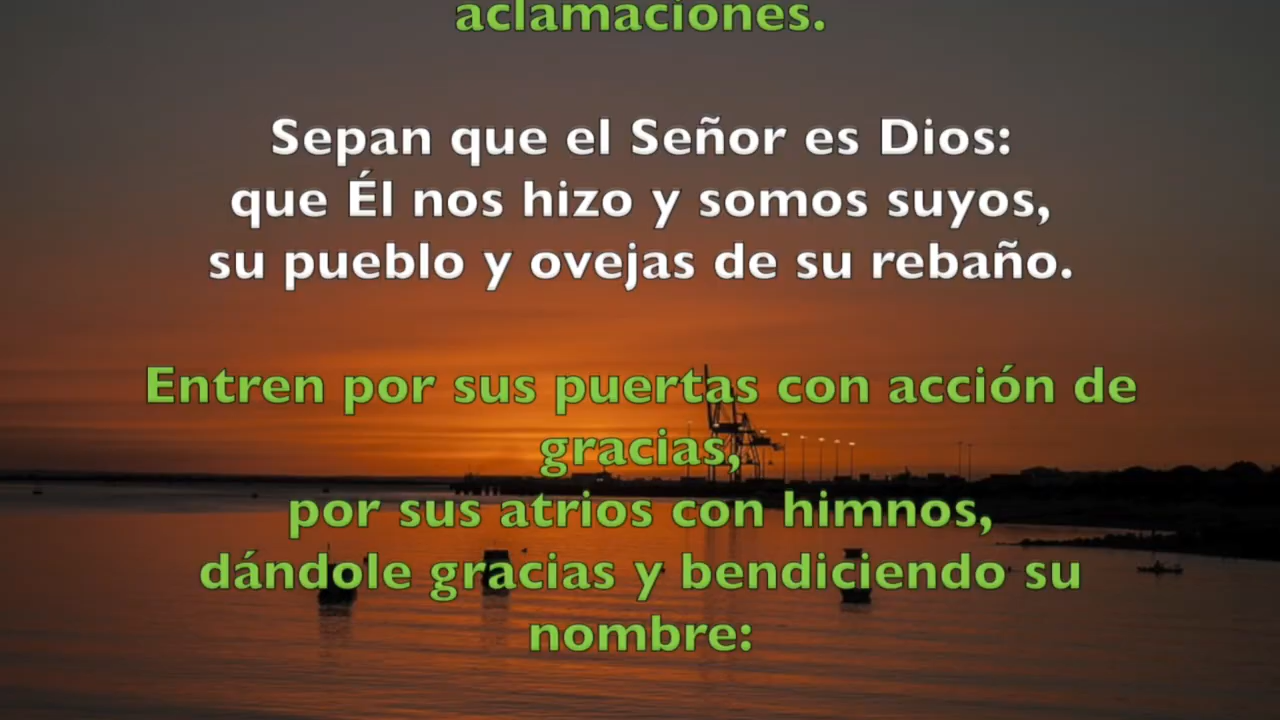 aclamaciones.
Sepan que el Señor es Dios:
que Él nos hizo y somos suyos,
su pueblo y ovejas de su rebaño.
Entren por sus puertas con acción de
gracias,
por sus atrios con himnos,
dándole gracias y bendiciendo su
nombre: